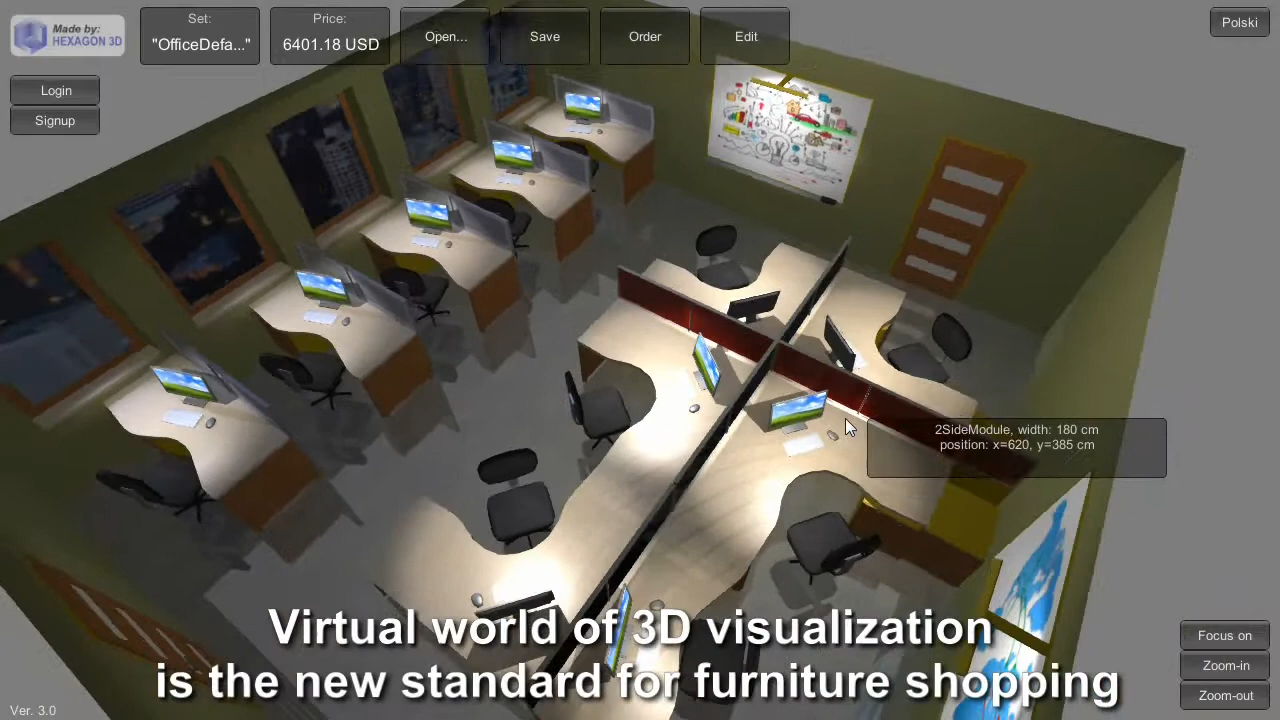 Made by:
HEXAGON 3D
Set:
"OfficeDefa..."
Price:
6401.18 USD
Open...
Save
Order
Edit
Polski
Login
Signup
2SideModule, width: 180 cm
position: x=620, y=385 cm
Virtual world of 3D visualization
is the new standard for furniture shopping
Focus on
Zoom-in
Zoom-out
Ver. 3.0